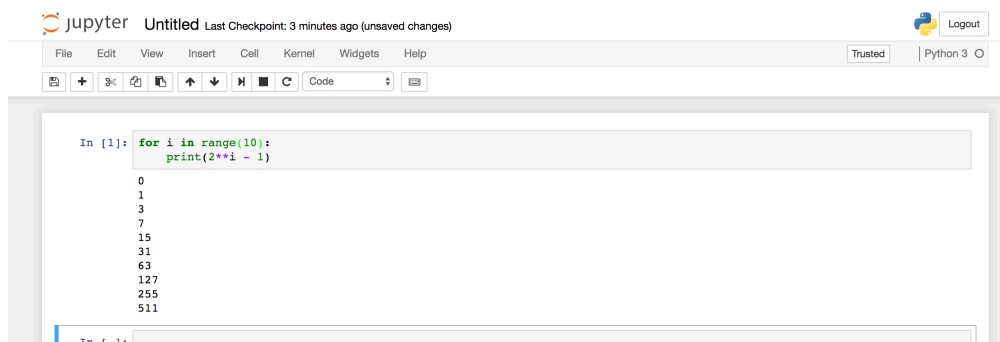 jupyter Untitled Last Checkpoint: 3 minutes ago (unsaved changes) Logout
File Edit View Insert Cell Kernel Widgets Help Trusted Python 3
Code
In [1]: for i in range(10):
    print(2**i - 1)
0
1
3
7
15
31
63
127
255
511
In [ ]: